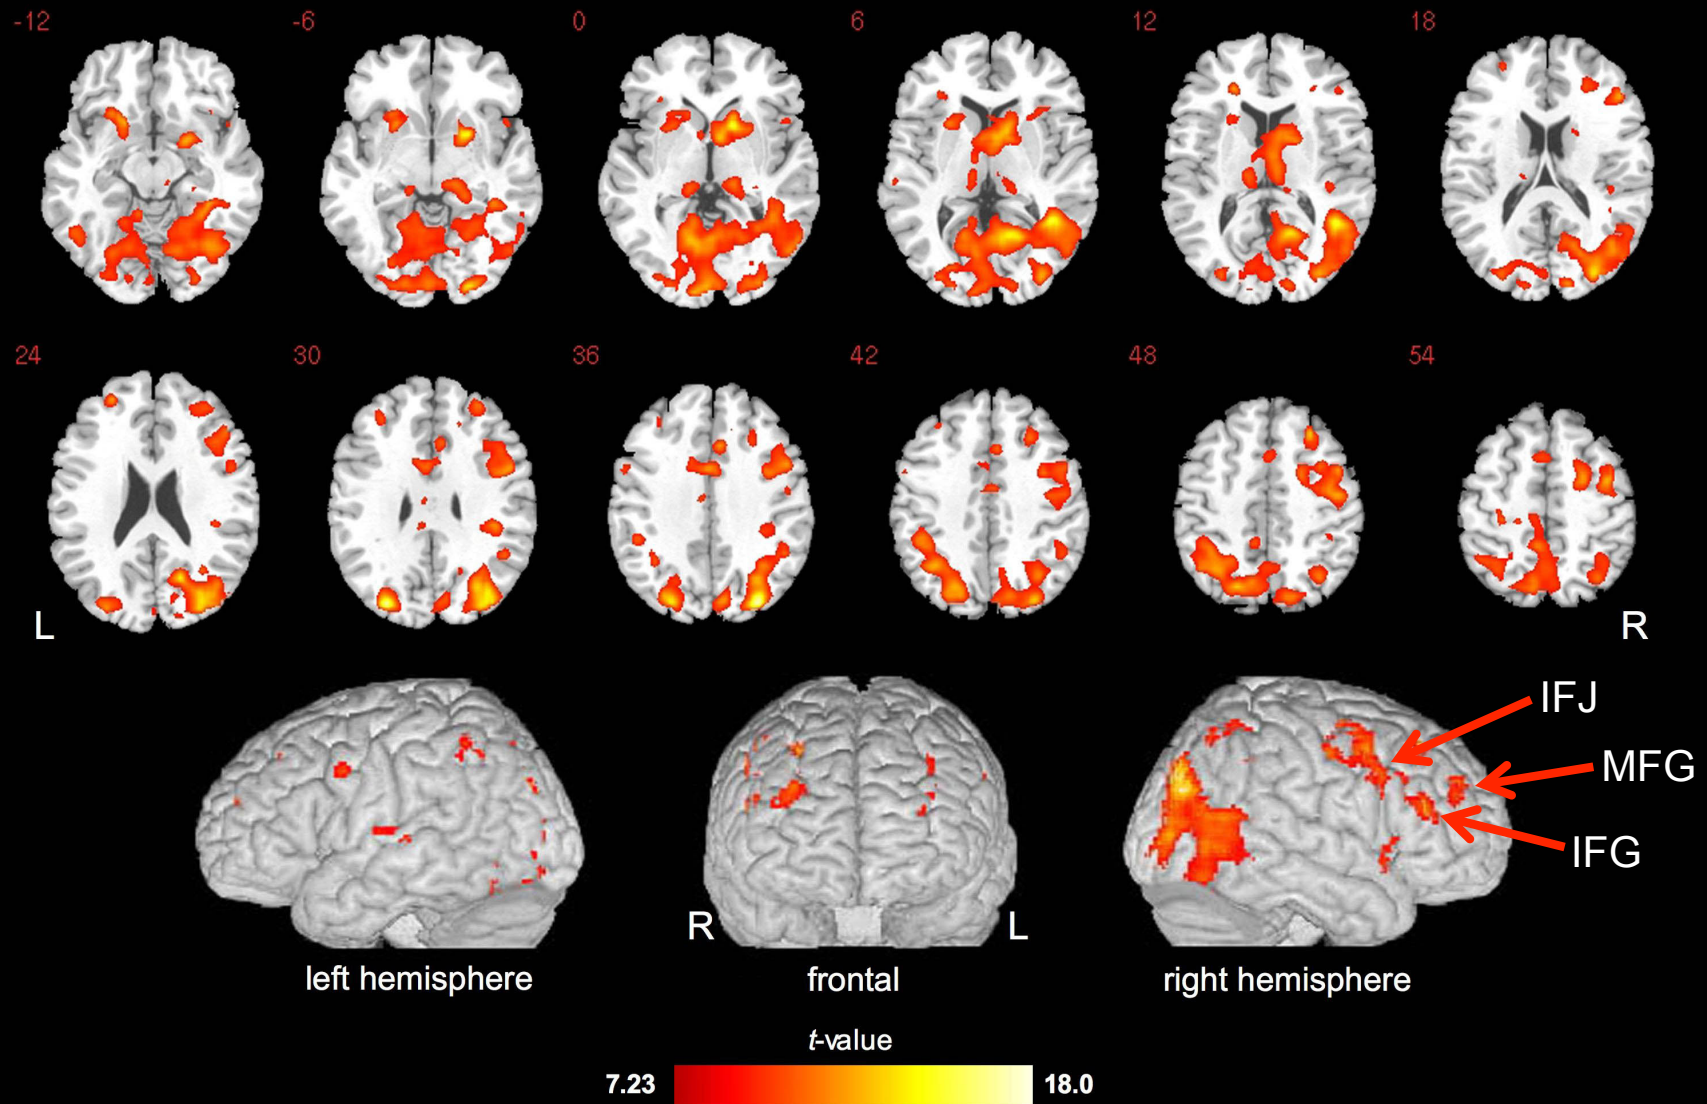 -12 -6 0 6 12 18
24 30 36 42 48 54
L R
IFJ
MFG
IFG
R L
left hemisphere frontal right hemisphere
t-value
7.23 18.0